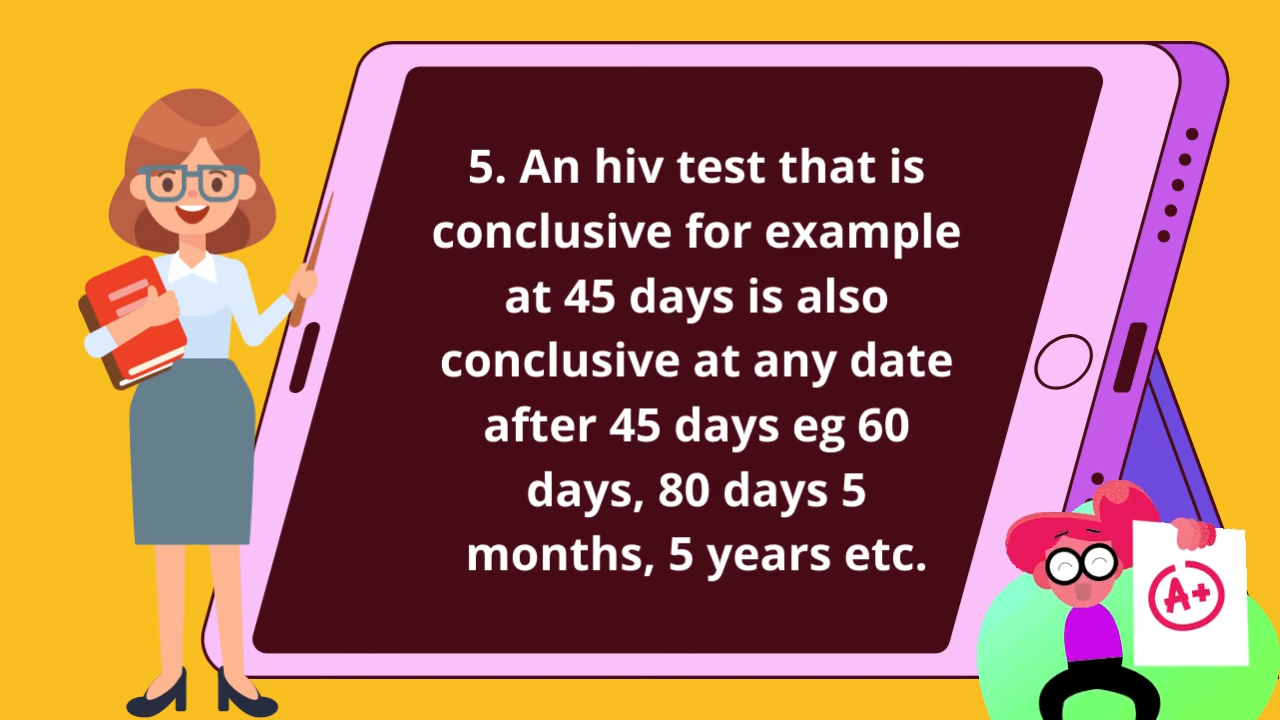 5. An hiv test that is
conclusive for example
at 45 days is also
conclusive at any date
after 45 days eg 60
days, 80 days 5
months, 5 years etc.
A+